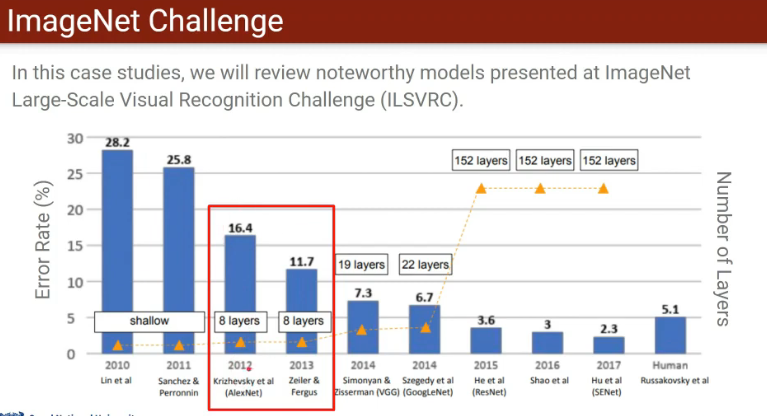 ImageNet Challenge
In this case studies, we will review noteworthy models presented at ImageNet
Large-Scale Visual Recognition Challenge (ILSVRC).
Error Rate (%)
30
25
20
15
10
5
0
28.2
25.8
16.4
11.7
7.3
6.7
3.6
3
2.3
5.1
shallow
8 layers
8 layers
19 layers
22 layers
152 layers
152 layers
152 layers
Number of Layers
2010
Lin et al
2011
Sanchez &
Perronnin
2012
Krizhevsky et al
(AlexNet)
2013
Zeiler &
Fergus
2014
Simonyan &
Zisserman (VGG)
2014
Szegedy et al
(GoogLeNet)
2015
He et al
(ResNet)
2016
Shao et al
2017
Hu et al
(SENet)
Human
Russakovsky et al